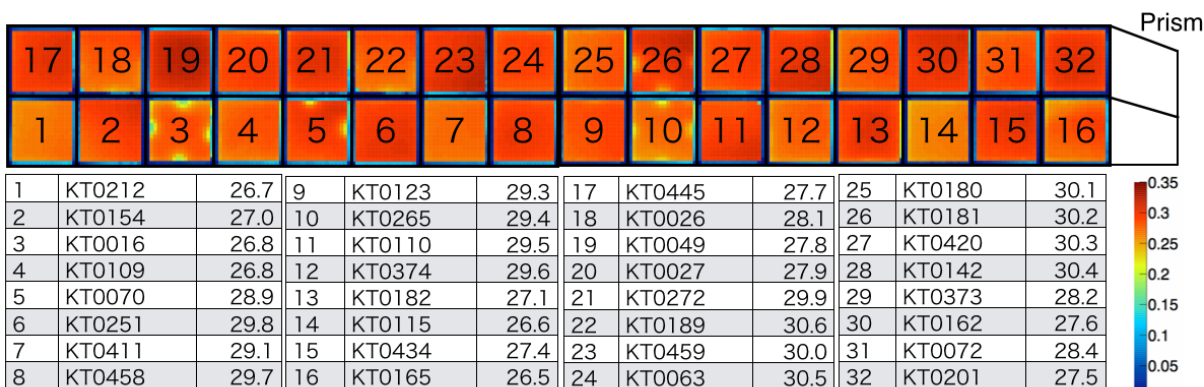 Prism
17 18 19 20 21 22 23 24 25 26 27 28 29 30 31 32
1 2 3 4 5 6 7 8 9 10 11 12 13 14 15 16
1 KT0212 26.7 9 KT0123 29.3 17 KT0445 27.7 25 KT0180 30.1
2 KT0154 27.0 10 KT0265 29.4 18 KT0026 28.1 26 KT0181 30.2
3 KT0016 26.8 11 KT0110 29.5 19 KT0049 27.8 27 KT0420 30.3
4 KT0109 26.8 12 KT0374 29.6 20 KT0027 27.9 28 KT0142 30.4
5 KT0070 28.9 13 KT0182 27.1 21 KT0272 29.9 29 KT0373 28.2
6 KT0251 29.8 14 KT0115 26.6 22 KT0189 30.6 30 KT0162 27.6
7 KT0411 29.1 15 KT0434 27.4 23 KT0459 30.0 31 KT0072 28.4
8 KT0458 29.7 16 KT0165 26.5 24 KT0063 30.5 32 KT0201 27.5
0.35
0.3
0.25
0.2
0.15
0.1
0.05